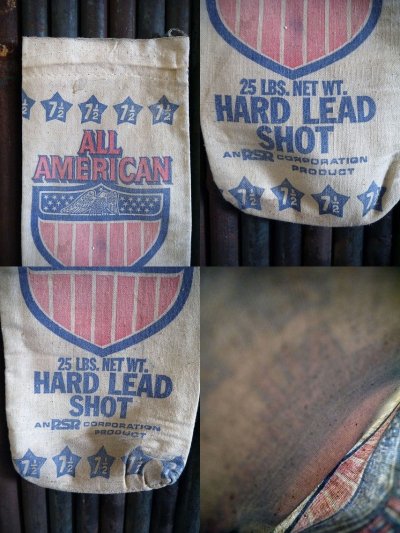 7½ 7½ 7½ 7½
ALL
AMERICAN
25 LBS. NET WT.
HARD LEAD
SHOT
AN RSR CORPORATION
PRODUCT
7½ 7½ 7½ 7½
25 LBS. NET WT.
HARD LEAD
SHOT
AN RSR CORPORATION
PRODUCT
7½ 7½ 7½ 7½